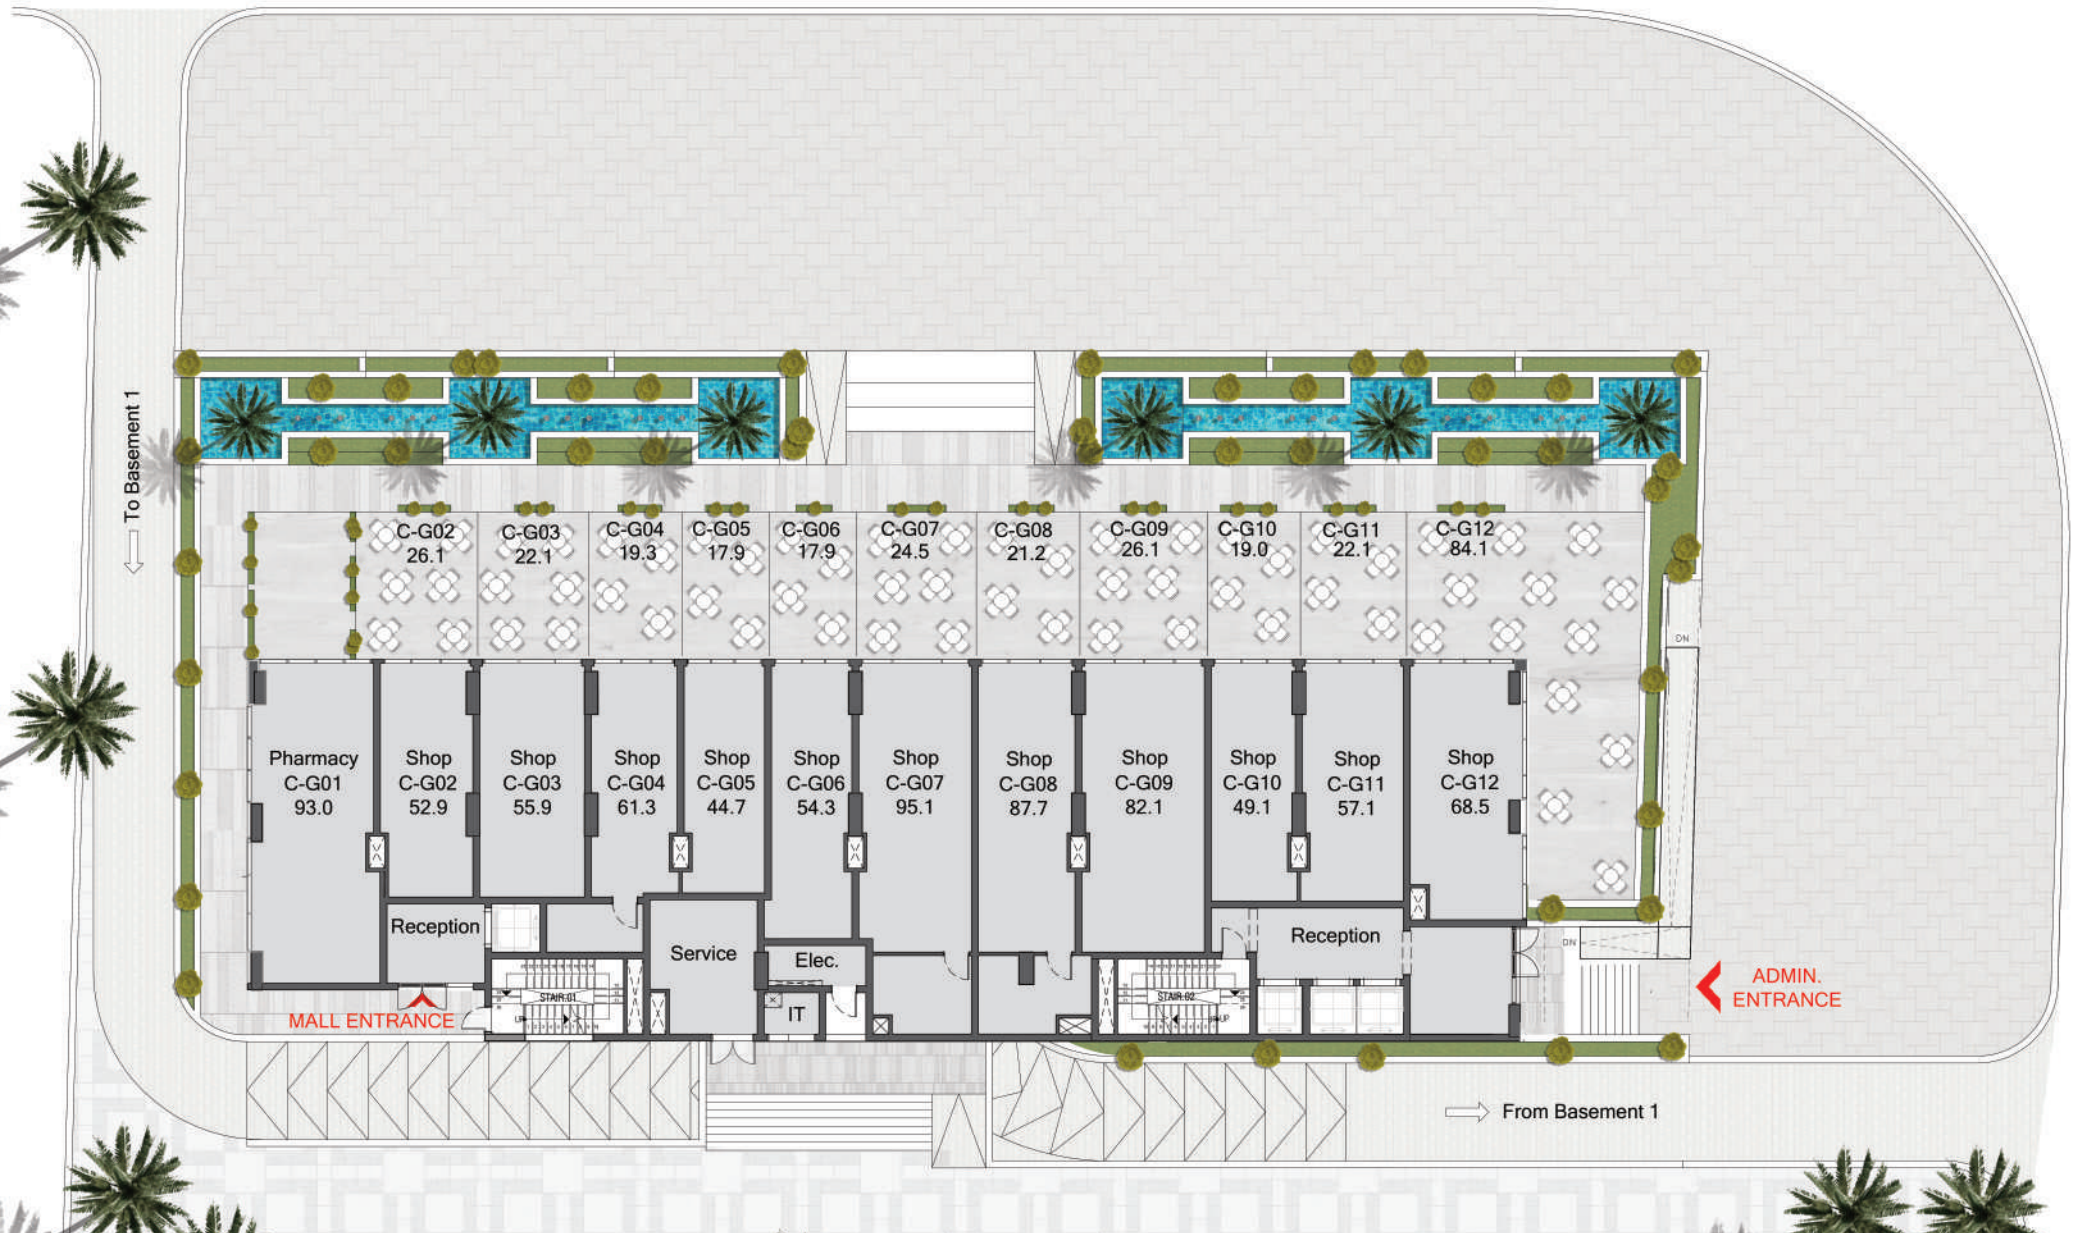 To Basement 1
C-G02
26.1
C-G03
22.1
C-G04
19.3
C-G05
17.9
C-G06
17.9
C-G07
24.5
C-G08
21.2
C-G09
26.1
C-G10
19.0
C-G11
22.1
C-G12
84.1
DN
Pharmacy
C-G01
93.0
Shop
C-G02
52.9
Shop
C-G03
55.9
Shop
C-G04
61.3
Shop
C-G05
44.7
Shop
C-G06
54.3
Shop
C-G07
95.1
Shop
C-G08
87.7
Shop
C-G09
82.1
Shop
C-G10
49.1
Shop
C-G11
57.1
Shop
C-G12
68.5
Reception
Service
Elec.
IT
Reception
DN
STAIR.01
UP
STAIR.02
UP
MALL ENTRANCE
ADMIN.
ENTRANCE
From Basement 1